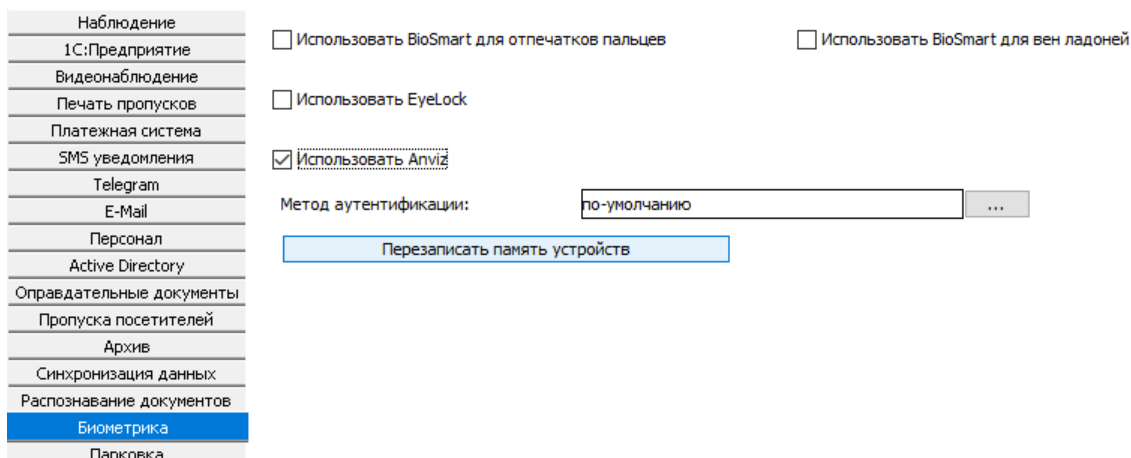 Наблюдение
1С:Предприятие
Видеонаблюдение
Печать пропусков
Платежная система
SMS уведомления
Telegram
E-Mail
Персонал
Active Directory
Оправдательные документы
Пропуска посетителей
Архив
Синхронизация данных
Распознавание документов
Биометрика
Парковка
Использовать BioSmart для отпечатков пальцев
Использовать BioSmart для вен ладоней
Использовать EyeLock
Использовать Anviz
Метод аутентификации: по-умолчанию ...
Перезаписать память устройств